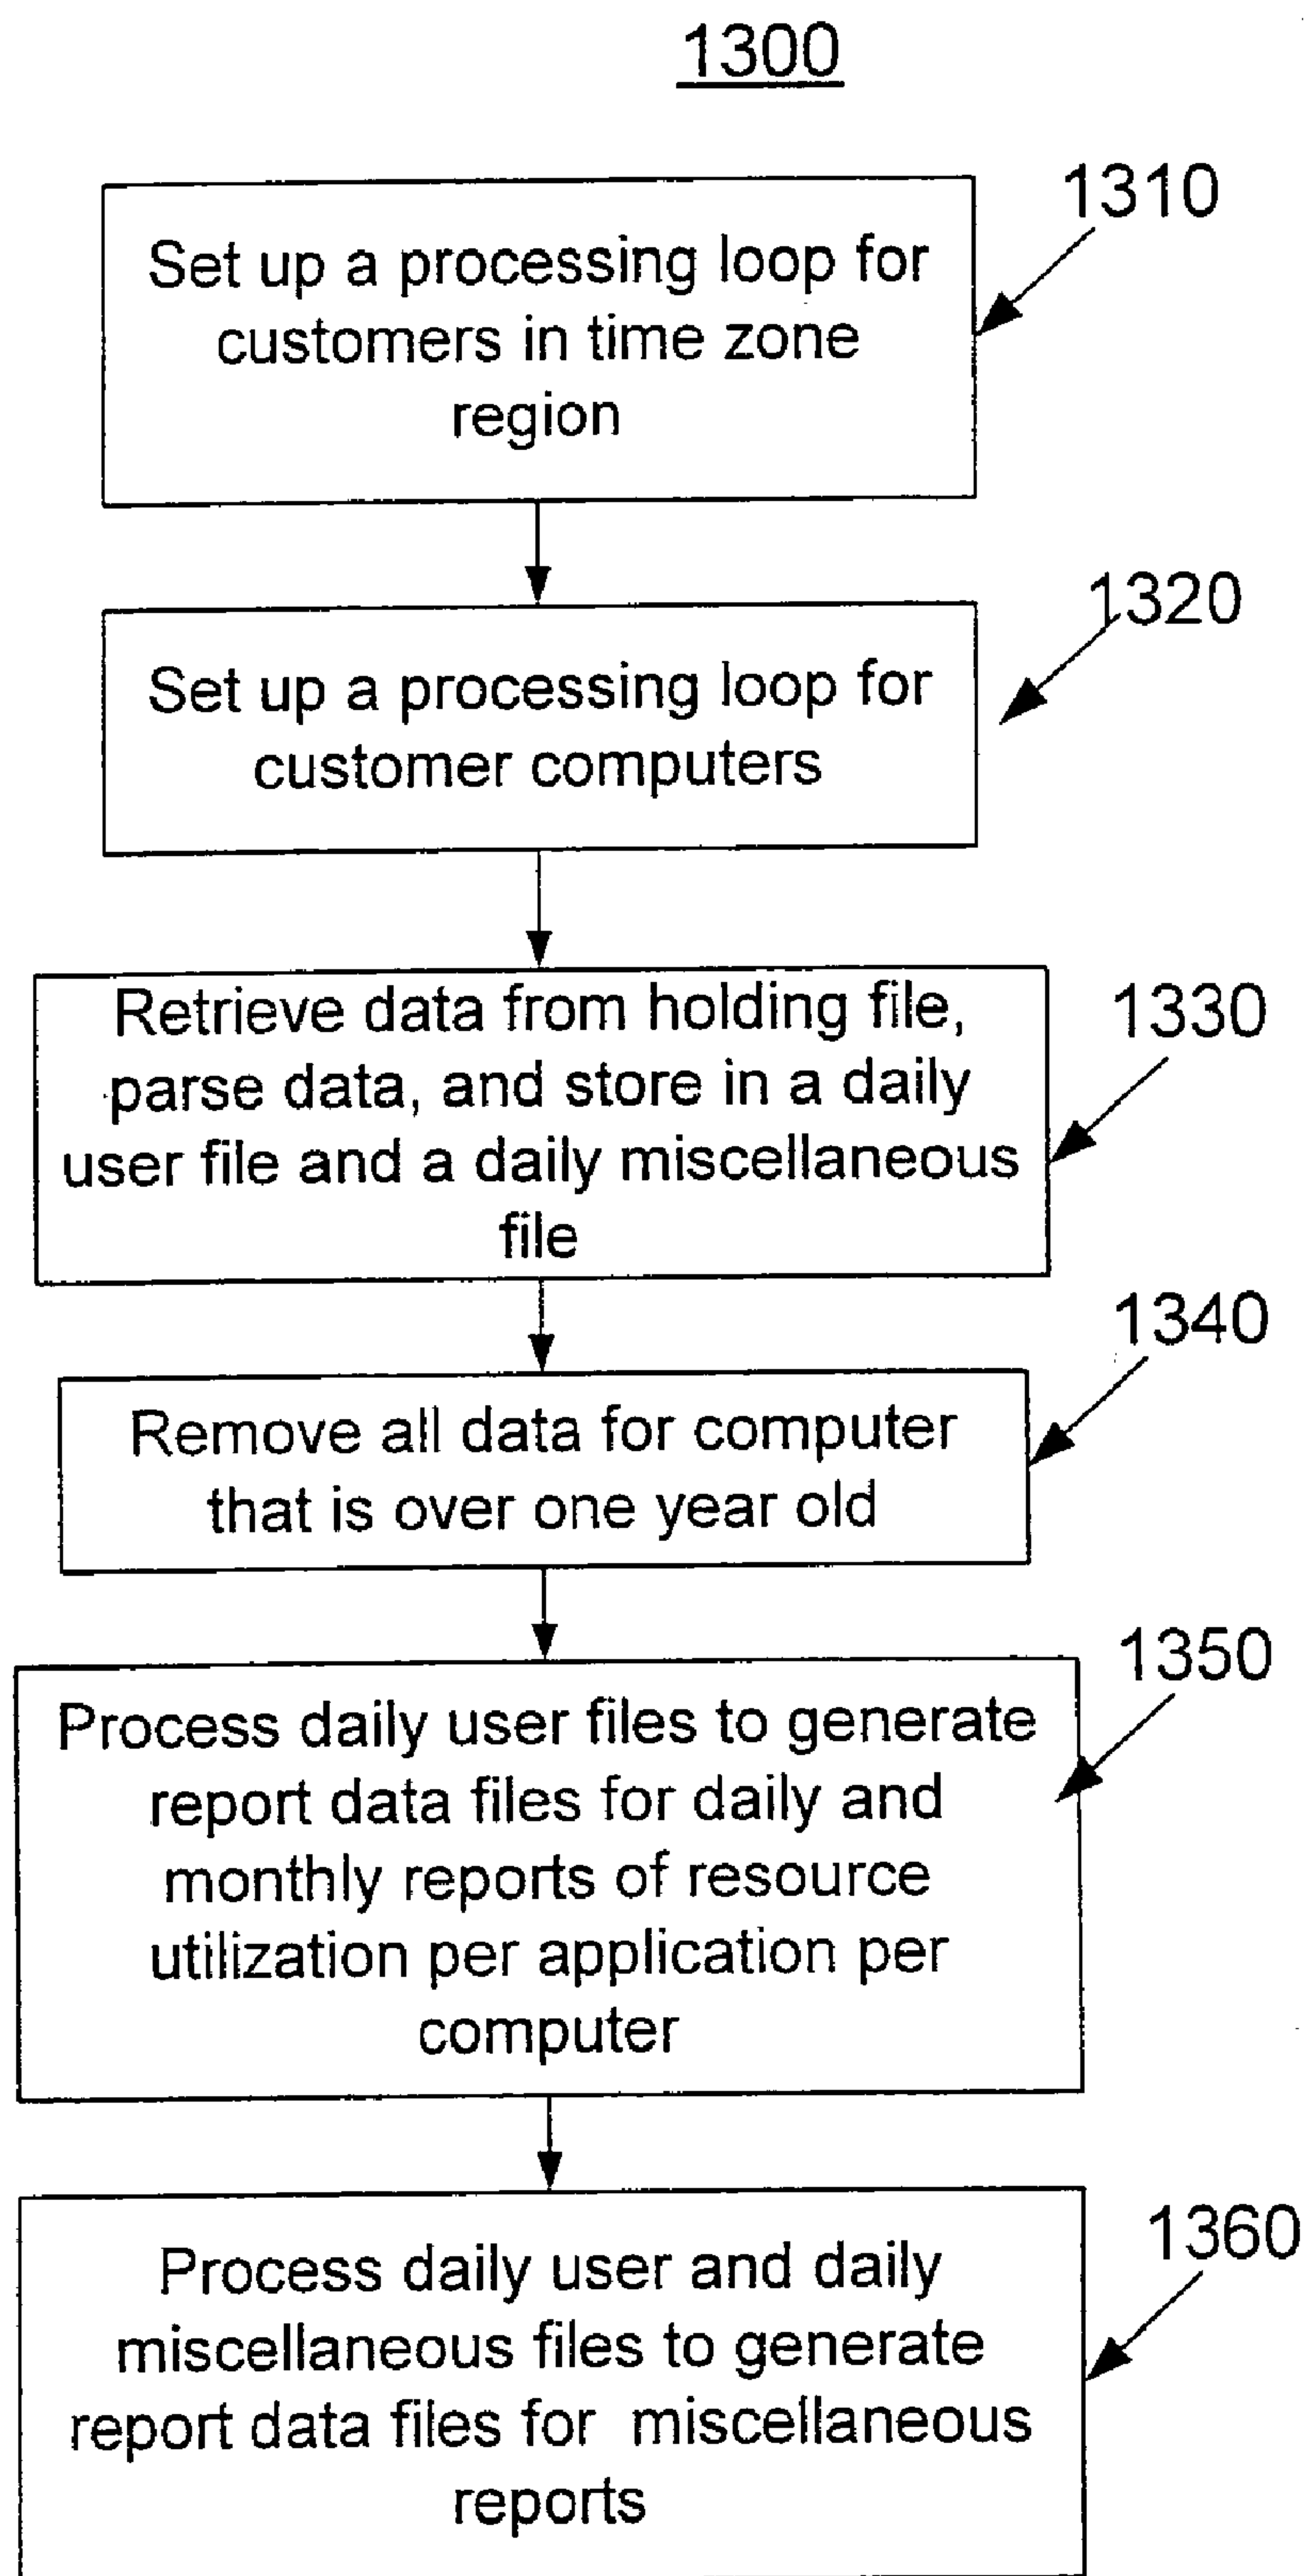 1300
1310
Set up a processing loop for
customers in time zone
region
1320
Set up a processing loop for
customer computers
1330
Retrieve data from holding file,
parse data, and store in a daily
user file and a daily miscellaneous
file
1340
Remove all data for computer
that is over one year old
1350
Process daily user files to generate
report data files for daily and
monthly reports of resource
utilization per application per
computer
1360
Process daily user and daily
miscellaneous files to generate
report data files for miscellaneous
reports